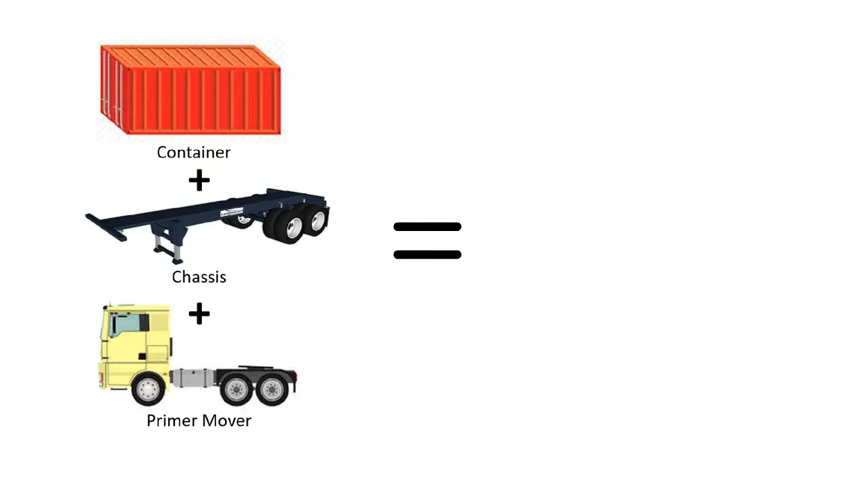 Container
+
Chassis
+
Primer Mover
=